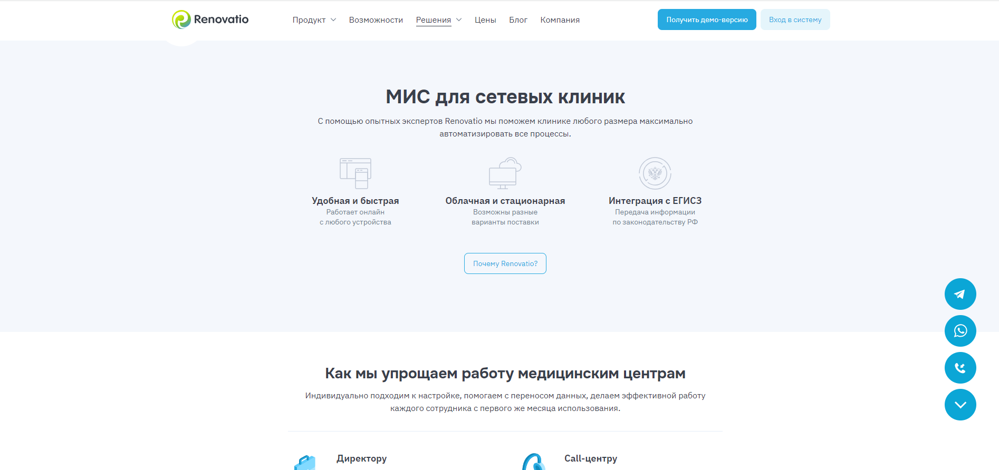 Renovatio
Продукт
Возможности
Решения
Цены
Блог
Компания
Получить демо-версию
Вход в систему
МИС для сетевых клиник
С помощью опытных экспертов Renovatio мы поможем клинике любого размера максимально
автоматизировать все процессы.
Удобная и быстрая
Работает онлайн
с любого устройства
Облачная и стационарная
Возможны разные
варианты поставки
Интеграция с ЕГИСЗ
Передача информации
по законодательству РФ
Почему Renovatio?
Как мы упрощаем работу медицинским центрам
Индивидуально подходим к настройке, помогаем с переносом данных, делаем эффективной работу
каждого сотрудника с первого же месяца использования.
Директору
Call-центру